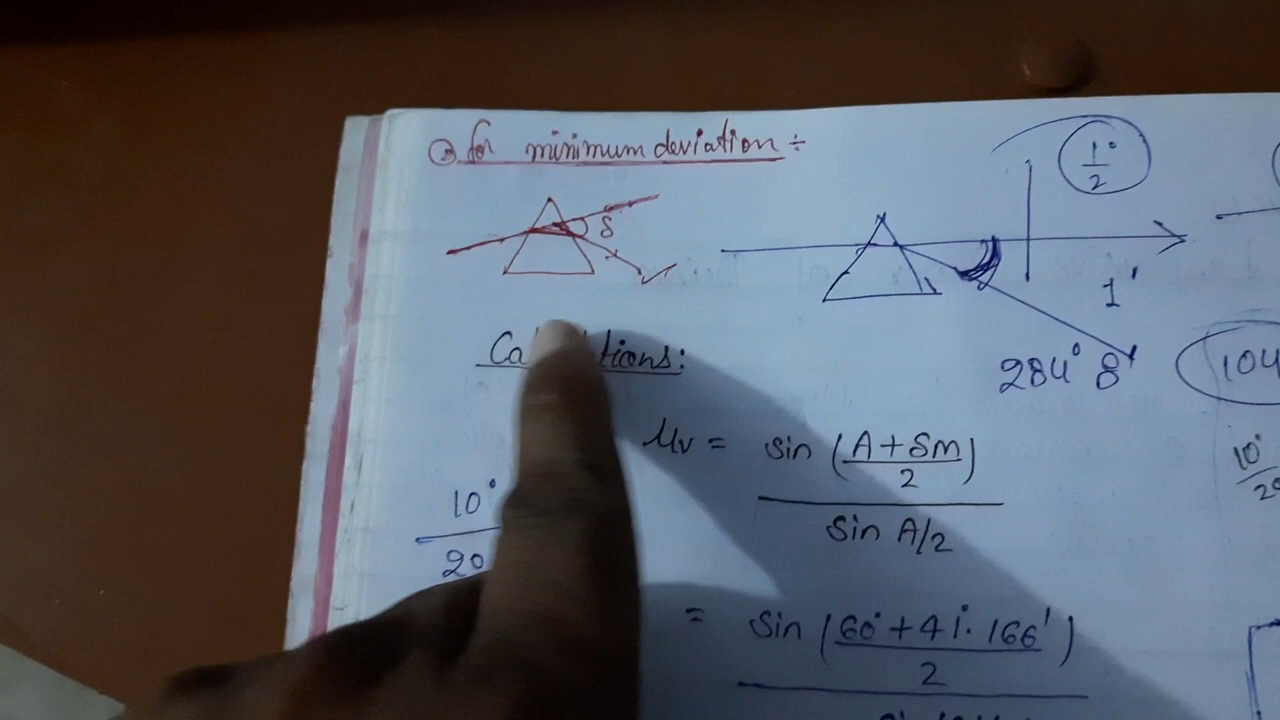 for minimum deviation ÷
δ
1°/2
1'
284° 8'
104
10°/20
μv = sin (A + δm / 2) / sin A/2
10°/20
= sin (60° + 41°.166' / 2)